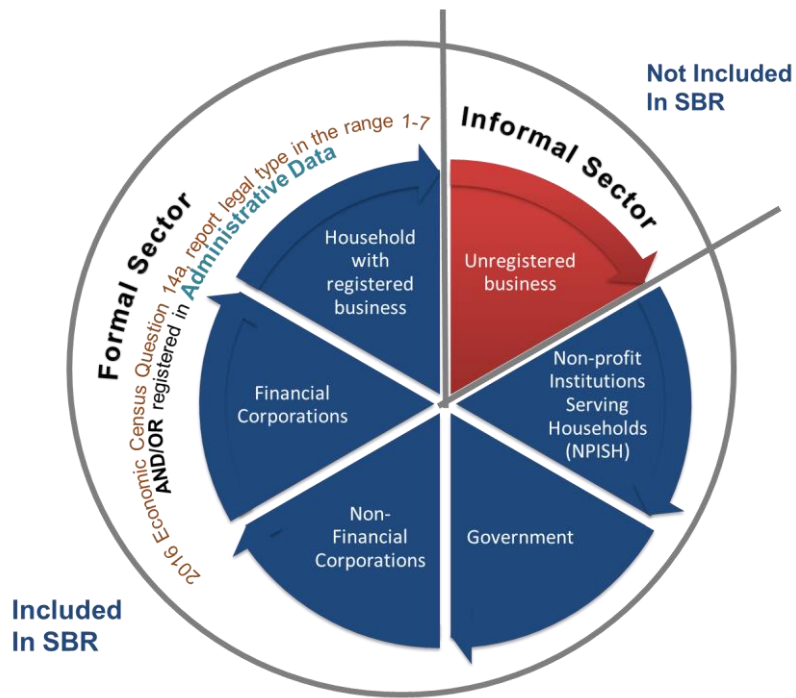 Not Included
In SBR
Informal Sector
Formal Sector
2016 Economic Census Question 14a, report legal type in the range 1-7
AND/OR registered in Administrative Data
Household
with
registered
business
Unregistered
business
Financial
Corporations
Non-profit
Institutions
Serving
Households
(NPISH)
Non-
Financial
Corporations
Government
Included
In SBR